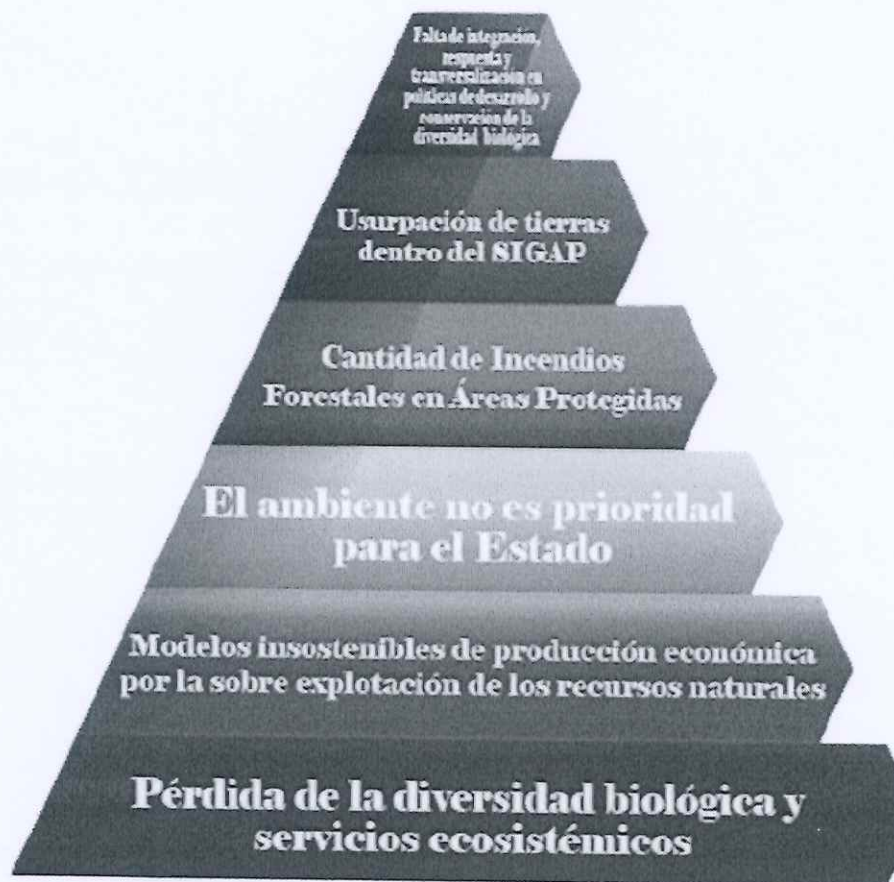 Falta de integración,
respuesta y
transversalización en
políticas de desarrollo y
conservación de la
diversidad biológica
Usurpación de tierras
dentro del SIGAP
Cantidad de Incendios
Forestales en Áreas Protegidas
El ambiente no es prioridad
para el Estado
Modelos insostenibles de producción económica
por la sobre explotación de los recursos naturales
Pérdida de la diversidad biológica y
servicios ecosistémicos